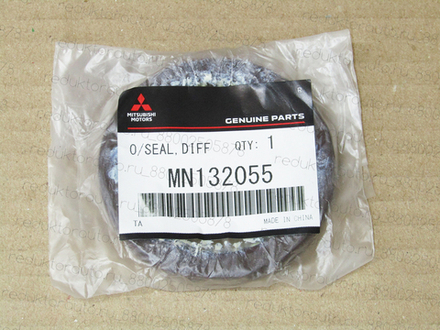 MITSUBISHI
MOTORS
GENUINE PARTS
O/SEAL, DIFF QTY: 1
MN132055
TA MADE IN CHINA